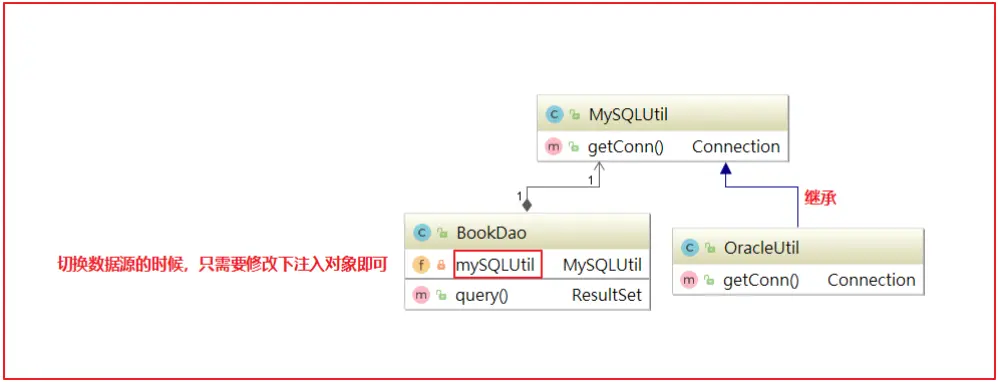 C MySQLUtil
m getConn() Connection
1
1
继承
C BookDao
f mySQLUtil MySQLUtil
m query() ResultSet
切换数据源的时候，只需要修改下注入对象即可
C OracleUtil
m getConn() Connection